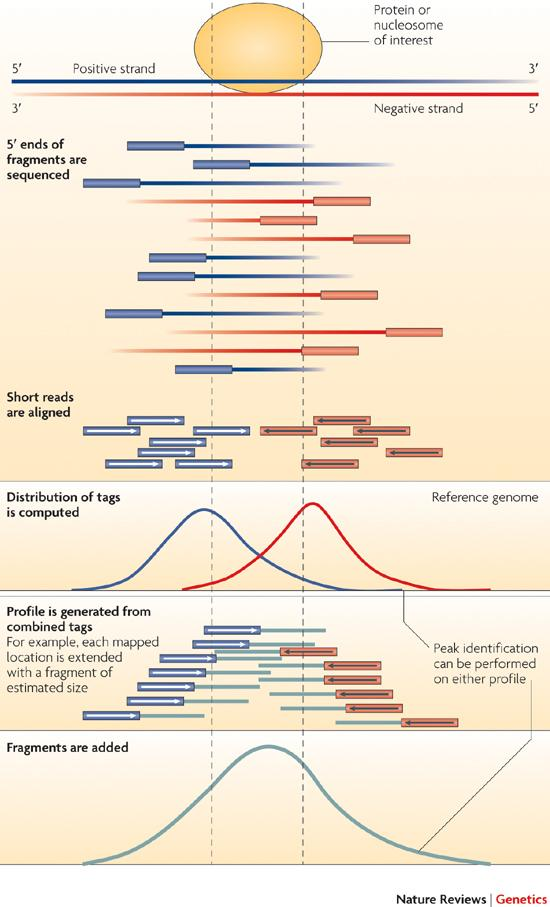 Protein or
nucleosome
of interest
5′
Positive strand
3′
3′
Negative strand
5′
5′ ends of
fragments are
sequenced
Short reads
are aligned
Distribution of tags
is computed
Reference genome
Profile is generated from
combined tags
For example, each mapped
location is extended
with a fragment of
estimated size
Peak identification
can be performed
on either profile
Fragments are added
Nature Reviews | Genetics